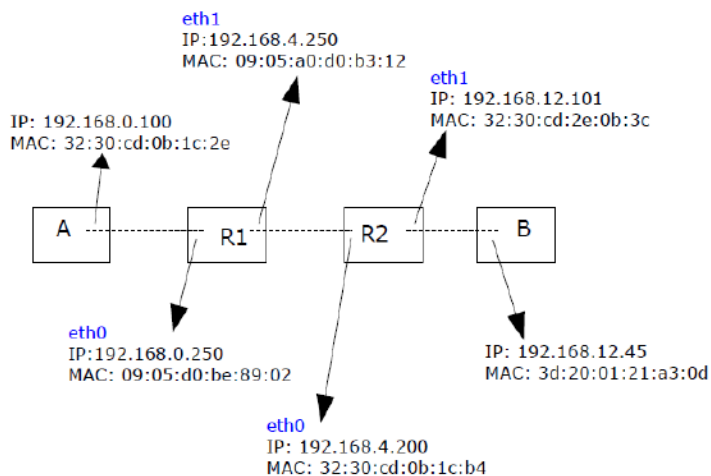 eth1
IP:192.168.4.250
MAC: 09:05:a0:d0:b3:12
eth1
IP: 192.168.12.101
MAC: 32:30:cd:2e:0b:3c
IP: 192.168.0.100
MAC: 32:30:cd:0b:1c:2e
A
R1
R2
B
eth0
IP:192.168.0.250
MAC: 09:05:d0:be:89:02
IP: 192.168.12.45
MAC: 3d:20:01:21:a3:0d
eth0
IP: 192.168.4.200
MAC: 32:30:cd:0b:1c:b4